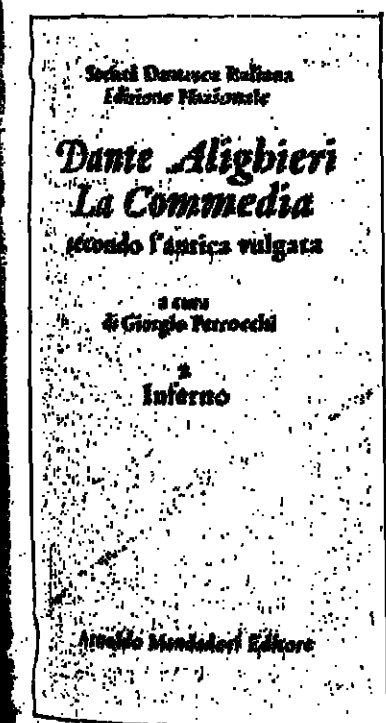 Società Dantesca Italiana
Edizione Nazionale
Dante Alighieri
La Commedia
secondo l'antica vulgata
a cura
di Giorgio Petrocchi
2
Inferno
Arnoldo Mondadori Editore